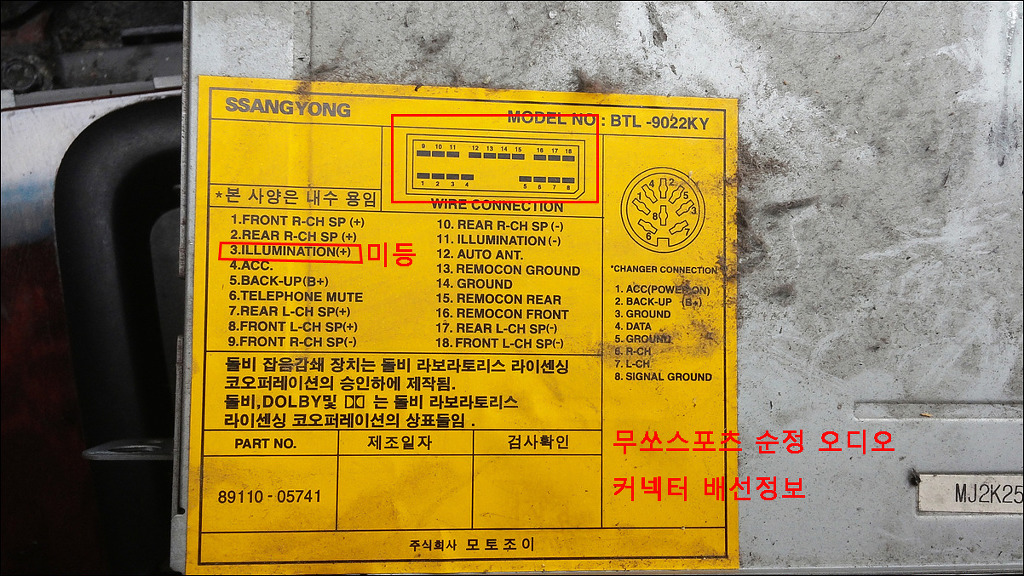 SSANGYONG
MODEL NO : BTL -9022KY
9 10 11 12 13 14 15 16 17 18
1 2 3 4 5 6 7 8
*본 사양은 내수 용임
WIRE CONNECTION
1.FRONT R-CH SP (+)
2.REAR R-CH SP (+)
3.ILLUMINATION(+) 미등
4.ACC.
5.BACK-UP(B+)
6.TELEPHONE MUTE
7.REAR L-CH SP(+)
8.FRONT L-CH SP(+)
9.FRONT R-CH SP(-)
10. REAR R-CH SP(-)
11. ILLUMINATION(-)
12. AUTO ANT.
13. REMOCON GROUND
14. GROUND
15. REMOCON REAR
16. REMOCON FRONT
17. REAR L-CH SP(-)
18. FRONT L-CH SP(-)
*CHANGER CONNECTION
1. ACC(POWER ON)
2. BACK-UP (B+)
3. GROUND
4. DATA
5. GROUND
6. R-CH
7. L-CH
8. SIGNAL GROUND
돌비 잡음감쇄 장치는 돌비 라보라토리스 라이센싱
코오퍼레이션의 승인하에 제작됨.
돌비,DOLBY및 는 돌비 라보라토리스
라이센싱 코오퍼레이션의 상표들임 .
PART NO. 제조일자 검사확인
89110 - 05741
주식회사 모토조이
무쏘스포츠 순정 오디오
커넥터 배선정보
MJ2K25